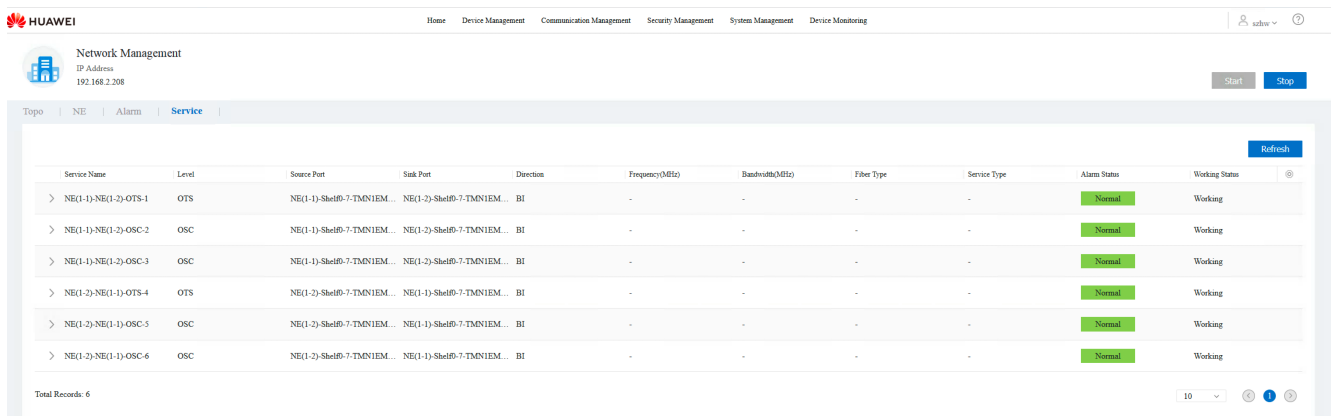 HUAWEI
Home Device Management Communication Management Security Management System Management Device Monitoring
szhw
Network Management
IP Address
192.168.2.208
Start Stop
Topo NE Alarm Service
Refresh
Service Name Level Source Port Sink Port Direction Frequency(MHz) Bandwidth(MHz) Fiber Type Service Type Alarm Status Working Status
NE(1-1)-NE(1-2)-OTS-1 OTS NE(1-1)-Shelf0-7-TMN1EM... NE(1-2)-Shelf0-7-TMN1EM... BI - - - - Normal Working
NE(1-1)-NE(1-2)-OSC-2 OSC NE(1-1)-Shelf0-7-TMN1EM... NE(1-2)-Shelf0-7-TMN1EM... BI - - - - Normal Working
NE(1-1)-NE(1-2)-OSC-3 OSC NE(1-1)-Shelf0-7-TMN1EM... NE(1-2)-Shelf0-7-TMN1EM... BI - - - - Normal Working
NE(1-2)-NE(1-1)-OTS-4 OTS NE(1-2)-Shelf0-7-TMN1EM... NE(1-1)-Shelf0-7-TMN1EM... BI - - - - Normal Working
NE(1-2)-NE(1-1)-OSC-5 OSC NE(1-2)-Shelf0-7-TMN1EM... NE(1-1)-Shelf0-7-TMN1EM... BI - - - - Normal Working
NE(1-2)-NE(1-1)-OSC-6 OSC NE(1-2)-Shelf0-7-TMN1EM... NE(1-1)-Shelf0-7-TMN1EM... BI - - - - Normal Working
Total Records: 6
10 1